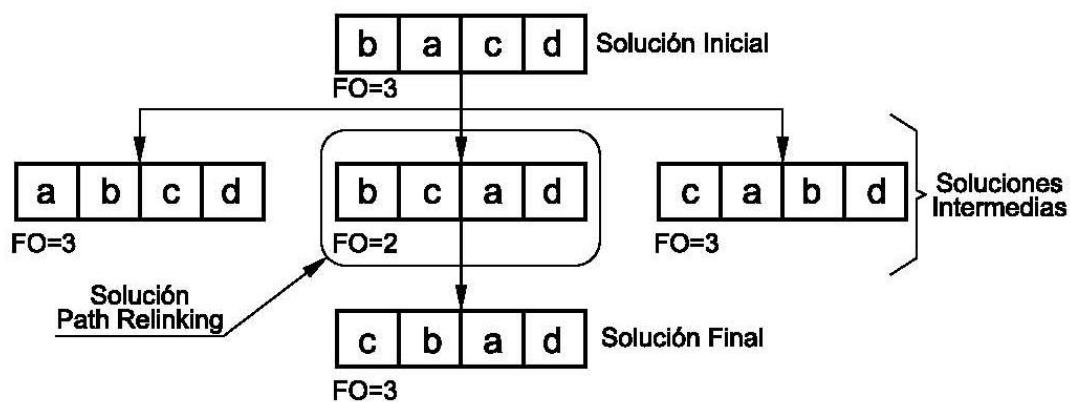 b a c d Solución Inicial
FO=3
a b c d
b c a d
c a b d
Soluciones
Intermedias
FO=3
FO=2
FO=3
Solución
Path Relinking
c b a d Solución Final
FO=3